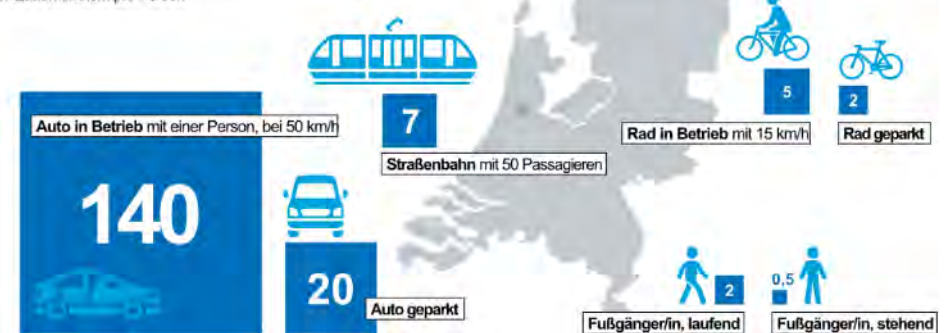 Auto in Betrieb mit einer Person, bei 50 km/h
140
7
Straßenbahn mit 50 Passagieren
20
Auto geparkt
5
Rad in Betrieb mit 15 km/h
2
Rad geparkt
2
Fußgänger/in, laufend
0,5
Fußgänger/in, stehend